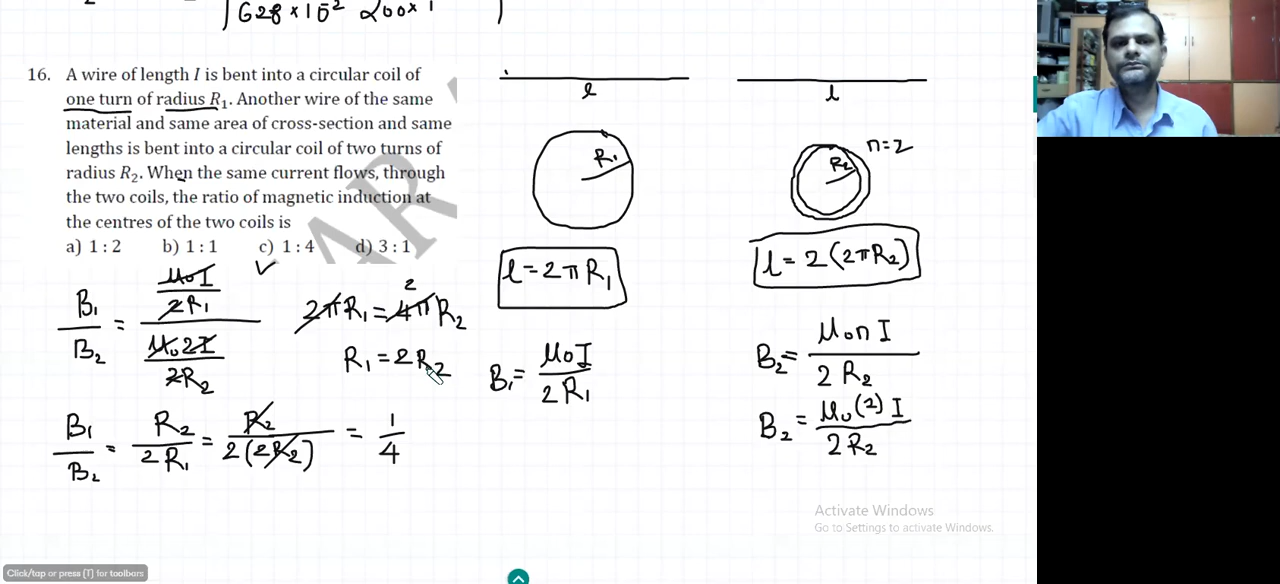 628 × 10² 200 ×
16. A wire of length I is bent into a circular coil of
one turn of radius R₁. Another wire of the same
material and same area of cross-section and same
lengths is bent into a circular coil of two turns of
radius R₂. When the same current flows, through
the two coils, the ratio of magnetic induction at
the centres of the two coils is
a) 1 : 2 b) 1 : 1 c) 1 : 4 d) 3 : 1
✓
B₁/B₂ = (μ₀I/2R₁)/(μ₀2I/2R₂)
2πR₁ = 4πR₂
2
R₁ = 2R₂
B₁/B₂ = R₂/2R₁ = R₂/2(2R₂) = 1/4
l
R₁
l = 2πR₁
B₁ = μ₀I/2R₁
l
R₂ n=2
l = 2(2πR₂)
B₂ = μ₀nI/2R₂
B₂ = μ₀(2)I/2R₂
Activate Windows
Go to Settings to activate Windows.
Click/tap or press [T] for toolbars